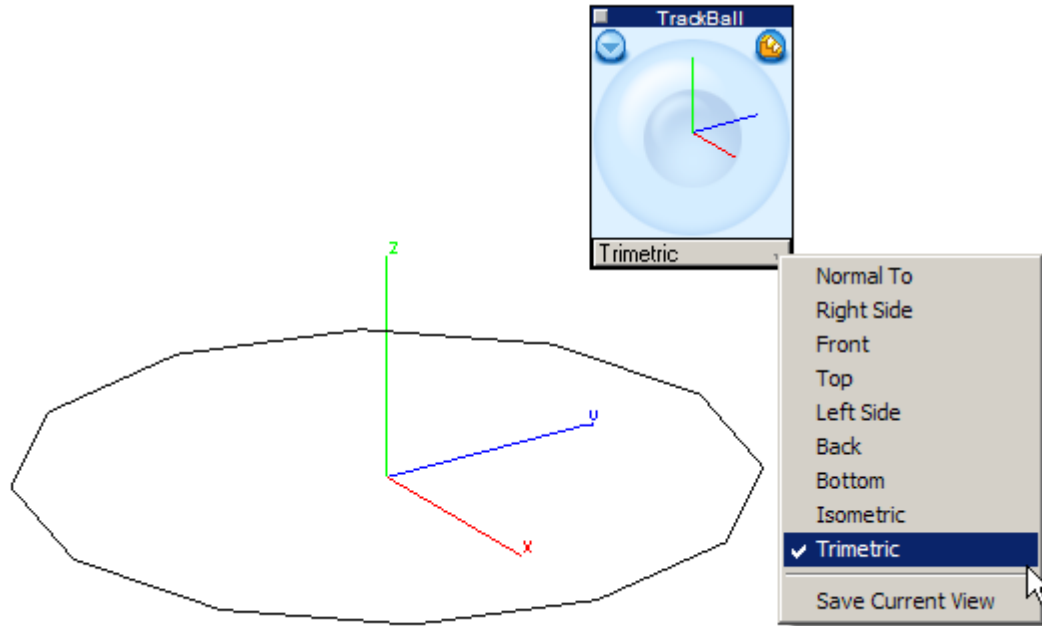 TrackBall
Trimetric
Normal To
Right Side
Front
Top
Left Side
Back
Bottom
Isometric
Trimetric
Save Current View
z
y
x